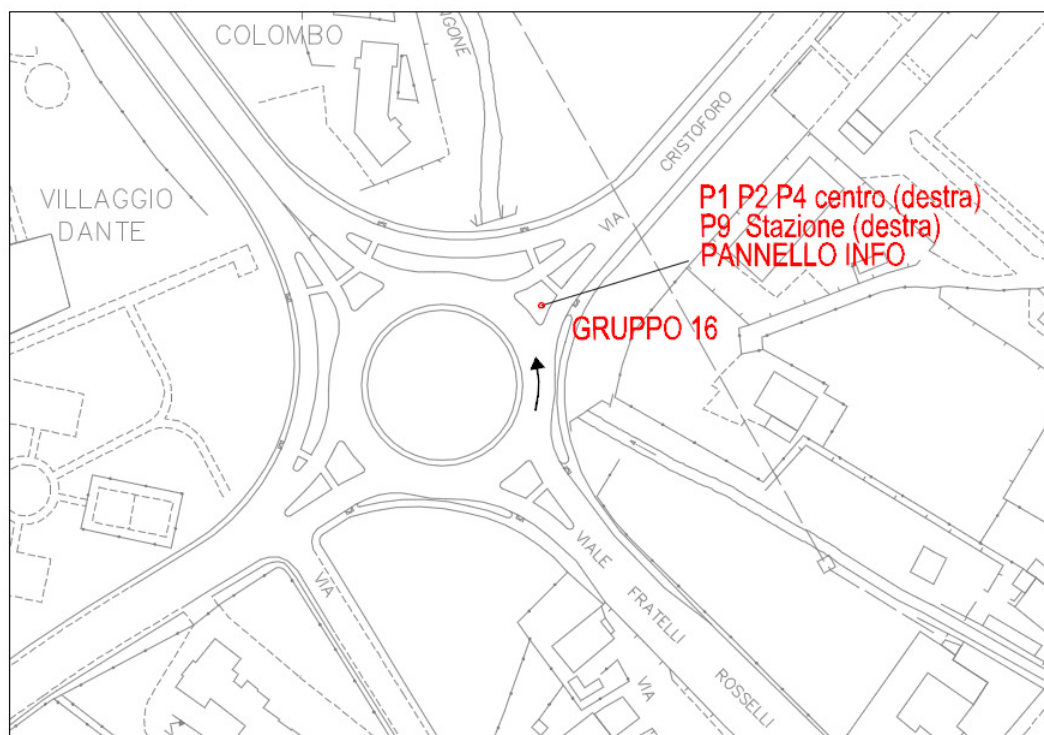 COLOMBO
IGONE
CRISTOFORO
VIA
VILLAGGIO
DANTE
P1 P2 P4 centro (destra)
P9 Stazione (destra)
PANNELLO INFO
GRUPPO 16
VIA
VIALE
FRATELLI
ROSSELLI
VIA